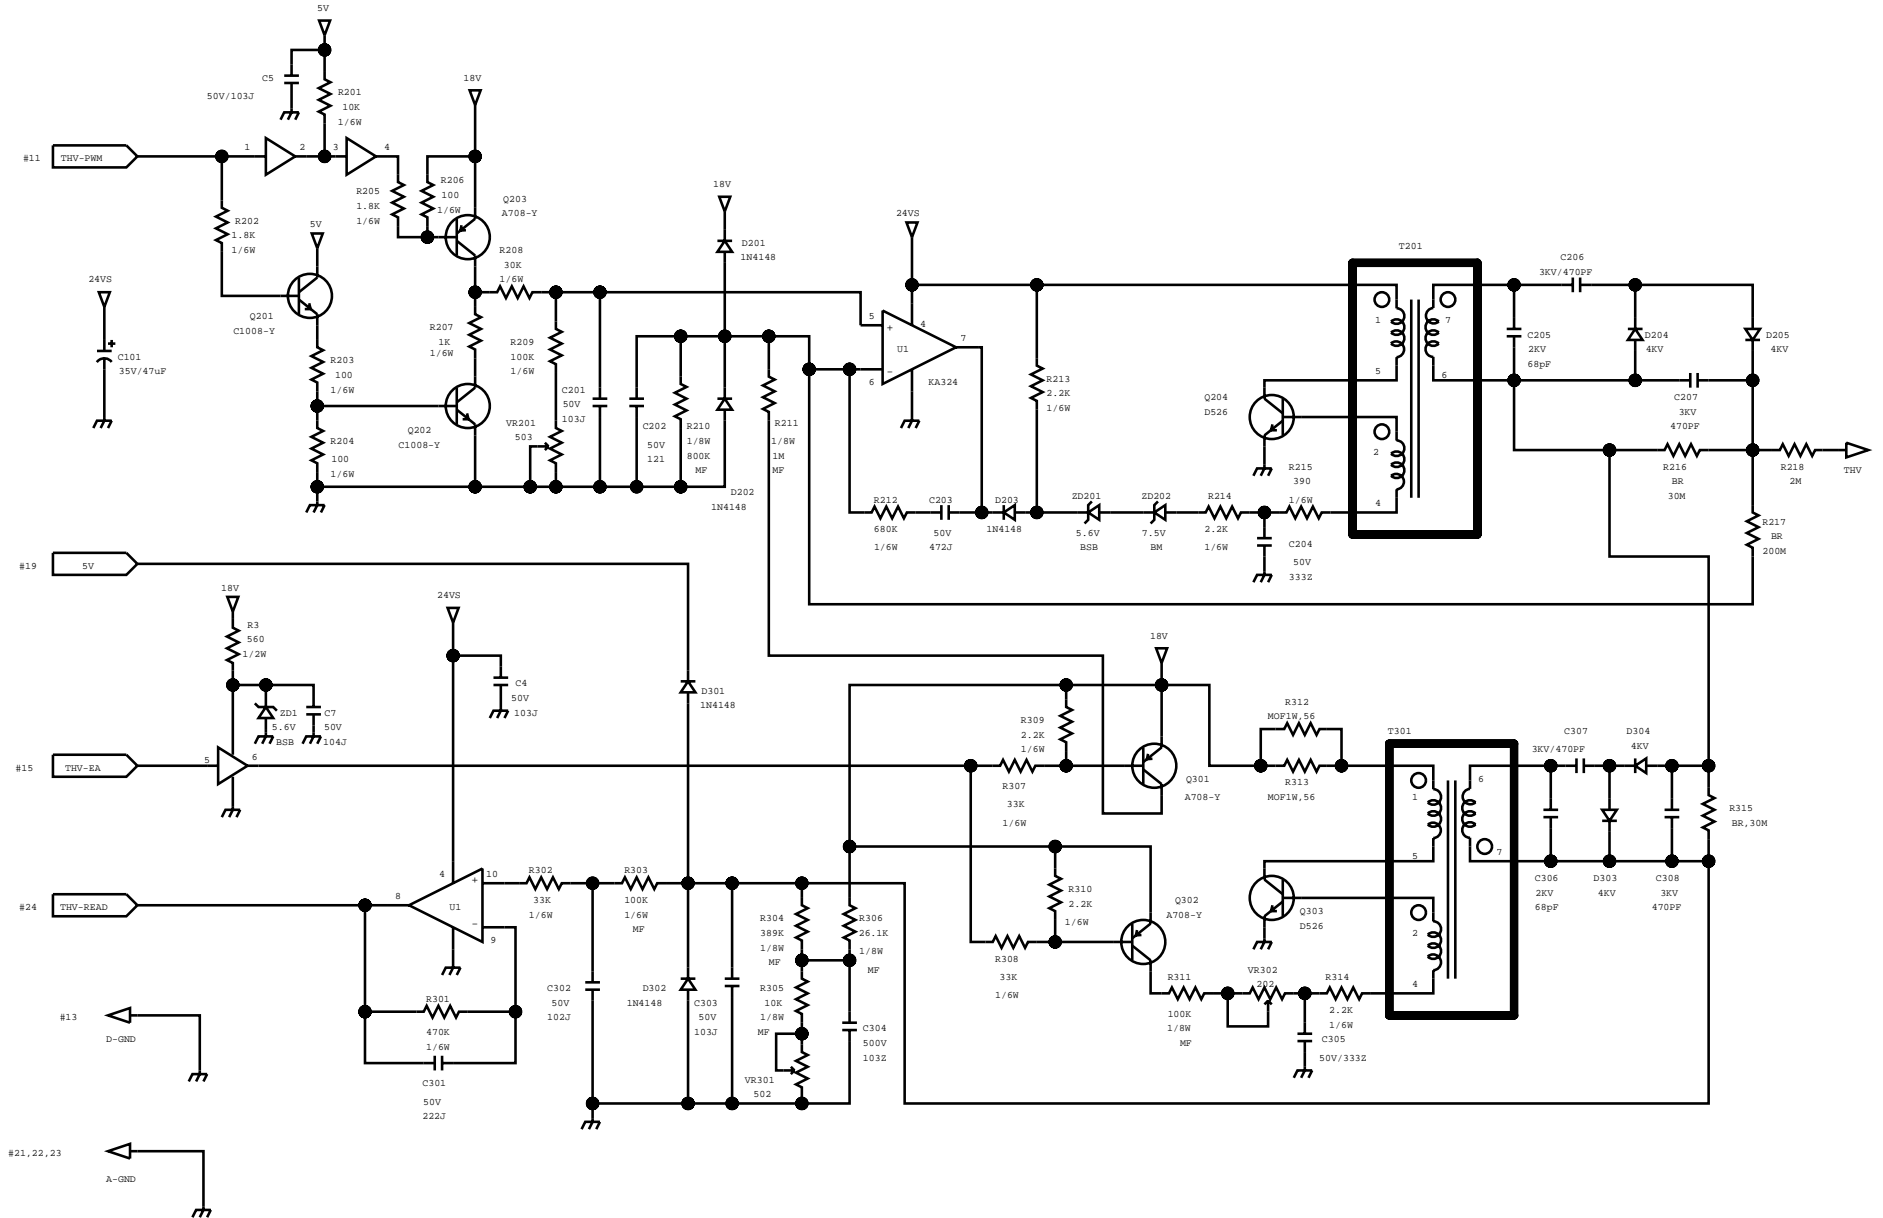 5V
C5
50V/103J
R201
10K
1/6W
18V
#11
THV-PWM
1
2
3
4
R205
1.8K
1/6W
R206
100
1/6W
Q203
A708-Y
R202
1.8K
1/6W
5V
Q201
C1008-Y
24VS
C101
35V/47uF
R203
100
1/6W
R204
100
1/6W
R208
30K
1/6W
R207
1K
1/6W
Q202
C1008-Y
R209
100K
1/6W
VR201
503
C201
50V
103J
C202
50V
121
R210
1/8W
800K
MF
18V
D201
1N4148
D202
1N4148
R211
1/8W
1M
MF
24VS
5
+
4
7
U1
-
6
KA324
R212
680K
1/6W
C203
50V
472J
D203
1N4148
R213
2.2K
1/6W
ZD201
5.6V
BSB
ZD202
7.5V
BM
R214
2.2K
1/6W
C204
50V
333Z
R215
390
1/6W
Q204
D526
T201
1
7
5
6
2
4
C206
3KV/470PF
C205
2KV
68pF
D204
4KV
D205
4KV
C207
3KV
470PF
R216
BR
30M
R218
2M
THV
R217
BR
200M
#19
5V
18V
R3
560
1/2W
ZD1
5.6V
BSB
C7
50V
104J
#15
THV-EA
5
6
24VS
C4
50V
103J
D301
1N4148
18V
R309
2.2K
1/6W
R307
33K
1/6W
Q301
A708-Y
R312
MOF1W,56
R313
MOF1W,56
T301
1
6
5
7
2
4
C307
3KV/470PF
D304
4KV
R315
BR,30M
C306
2KV
68pF
D303
4KV
C308
3KV
470PF
#24
THV-READ
8
4
10
+
U1
-
9
R302
33K
1/6W
R303
100K
1/6W
MF
R301
470K
1/6W
C301
50V
222J
C302
50V
102J
D302
1N4148
C303
50V
103J
R304
389K
1/8W
MF
R305
10K
1/8W
MF
VR301
502
R306
26.1K
1/8W
MF
C304
500V
103Z
R310
2.2K
1/6W
R308
33K
1/6W
Q302
A708-Y
R311
100K
1/8W
MF
VR302
202
C305
50V/333Z
R314
2.2K
1/6W
Q303
D526
#13
D-GND
#21,22,23
A-GND